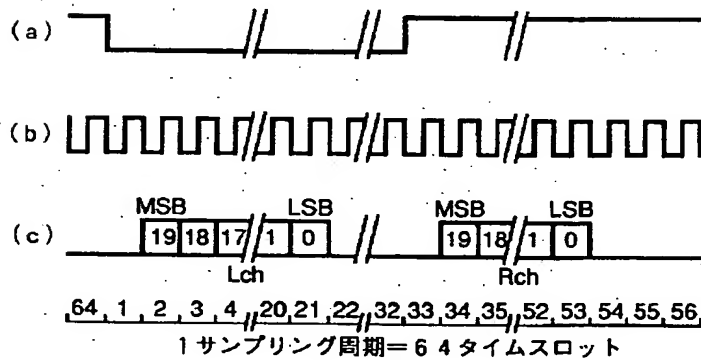 (a)
(b)
MSB LSB MSB LSB
(c) 19 18 17 1 0 19 18 1 0
Lch Rch
64 1 2 3 4 20 21 22 32 33 34 35 52 53 54 55 56
1サンプリング周期=64タイムスロット